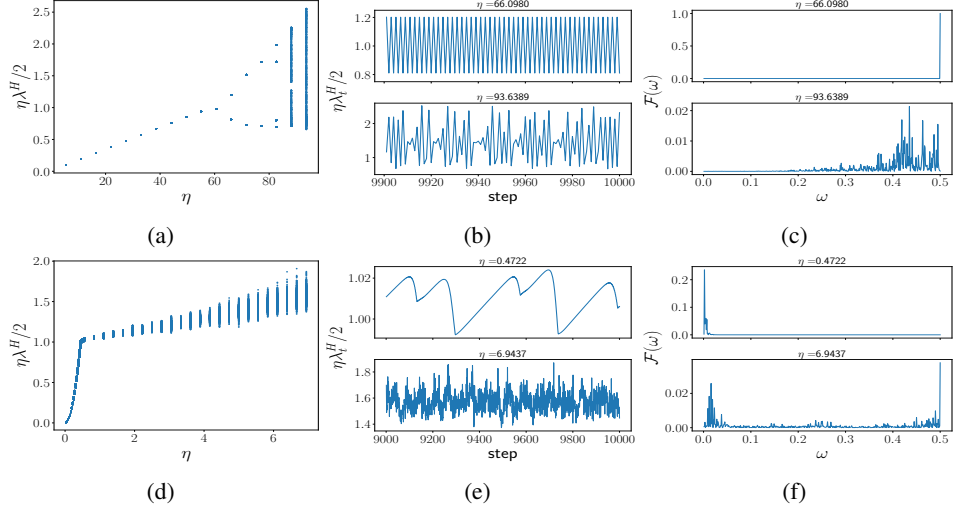 ηλ^H/2
2.5
2.0
1.5
1.0
0.5
0.0
20
40
60
80
η
(a)
η =66.0980
ηλ_t^H/2
1.2
1.0
0.8
η =93.6389
2
1
9900
9920
9940
9960
9980
10000
step
(b)
η =66.0980
F(ω)
1.0
0.5
0.0
η =93.6389
0.02
0.01
0.00
0.0
0.1
0.2
0.3
0.4
0.5
ω
(c)
ηλ^H/2
2.0
1.5
1.0
0.5
0.0
0
2
4
6
η
(d)
η =0.4722
ηλ_t^H/2
1.02
1.00
η =6.9437
1.8
1.6
1.4
9000
9200
9400
9600
9800
10000
step
(e)
η =0.4722
F(ω)
0.2
0.1
0.0
η =6.9437
0.02
0.00
0.0
0.1
0.2
0.3
0.4
0.5
ω
(f)